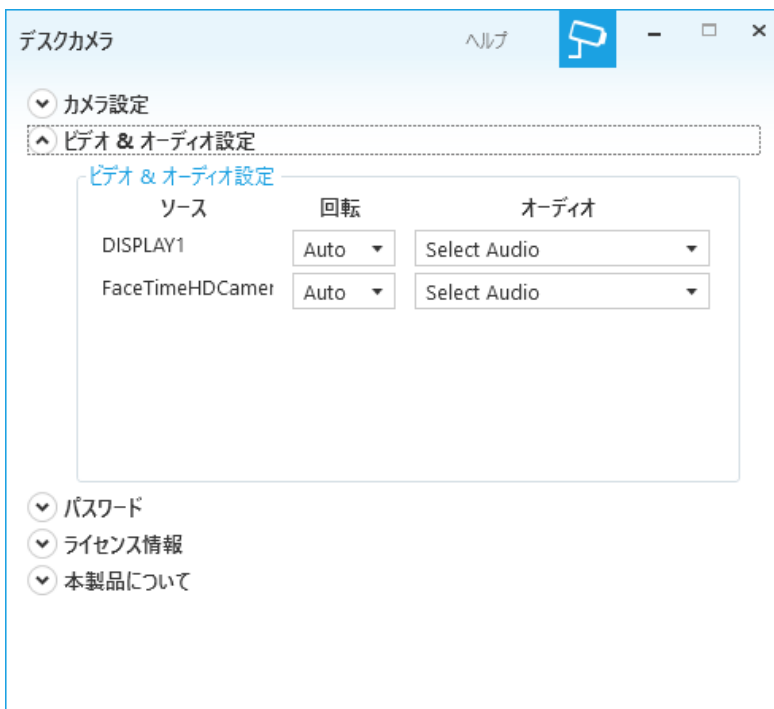 デスクカメラ ヘルプ
カメラ設定
ビデオ & オーディオ設定
ビデオ & オーディオ設定
ソース 回転 オーディオ
DISPLAY1 Auto Select Audio
FaceTimeHDCamer Auto Select Audio
パスワード
ライセンス情報
本製品について